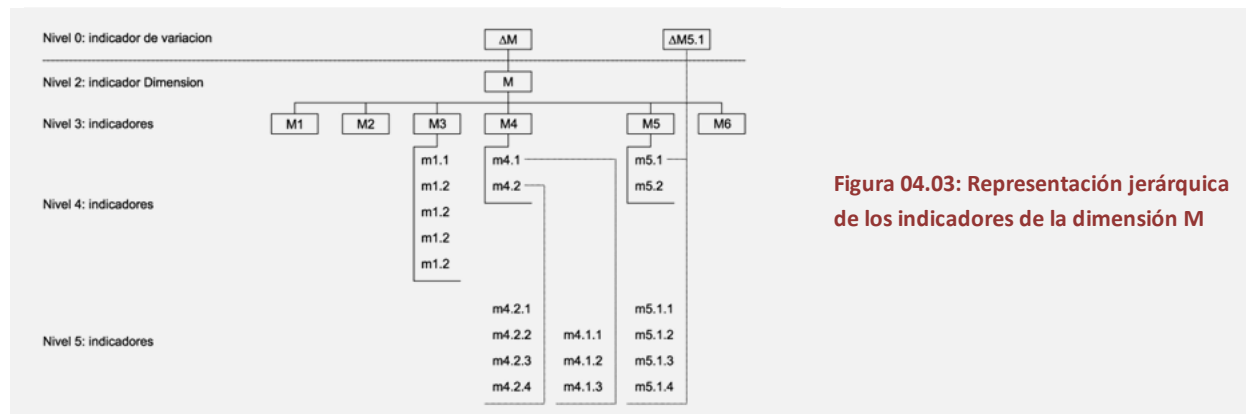 Nivel 0: indicador de variacion
ΔM
ΔM5.1
Nivel 2: indicador Dimension
M
Nivel 3: indicadores
M1
M2
M3
M4
M5
M6
m1.1
m4.1
m5.1
m1.2
m4.2
m5.2
Nivel 4: indicadores
m1.2
m1.2
m1.2
m4.2.1
m5.1.1
Nivel 5: indicadores
m4.2.2
m4.1.1
m5.1.2
m4.2.3
m4.1.2
m5.1.3
m4.2.4
m4.1.3
m5.1.4
Figura 04.03: Representación jerárquica
de los indicadores de la dimensión M